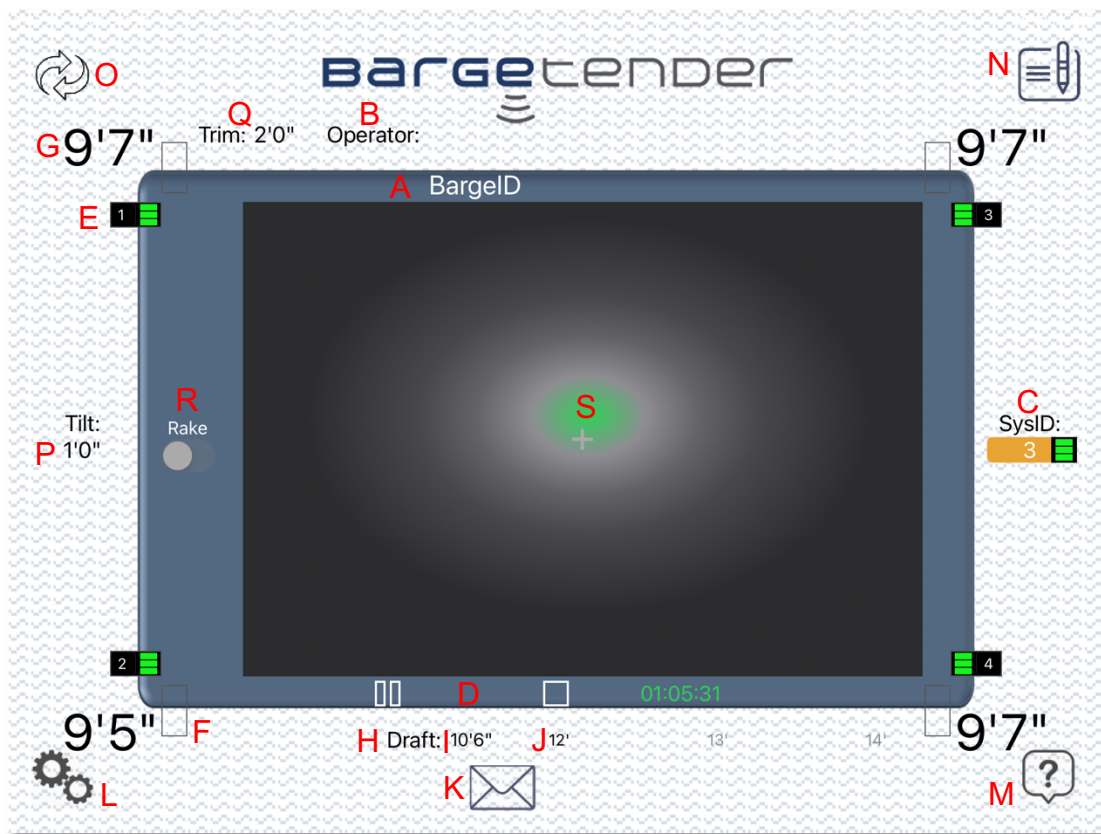 O BargeTender N
Q B
G 9'7" Trim: 2'0" Operator: 9'7"
A BargeID
E 1 3
R S C
Tilt: Rake SysID:
P 1'0" 3
2 4
D 01:05:31
9'5" F H Draft: I 10'6" J 12' 13' 14' 9'7"
L K M ?